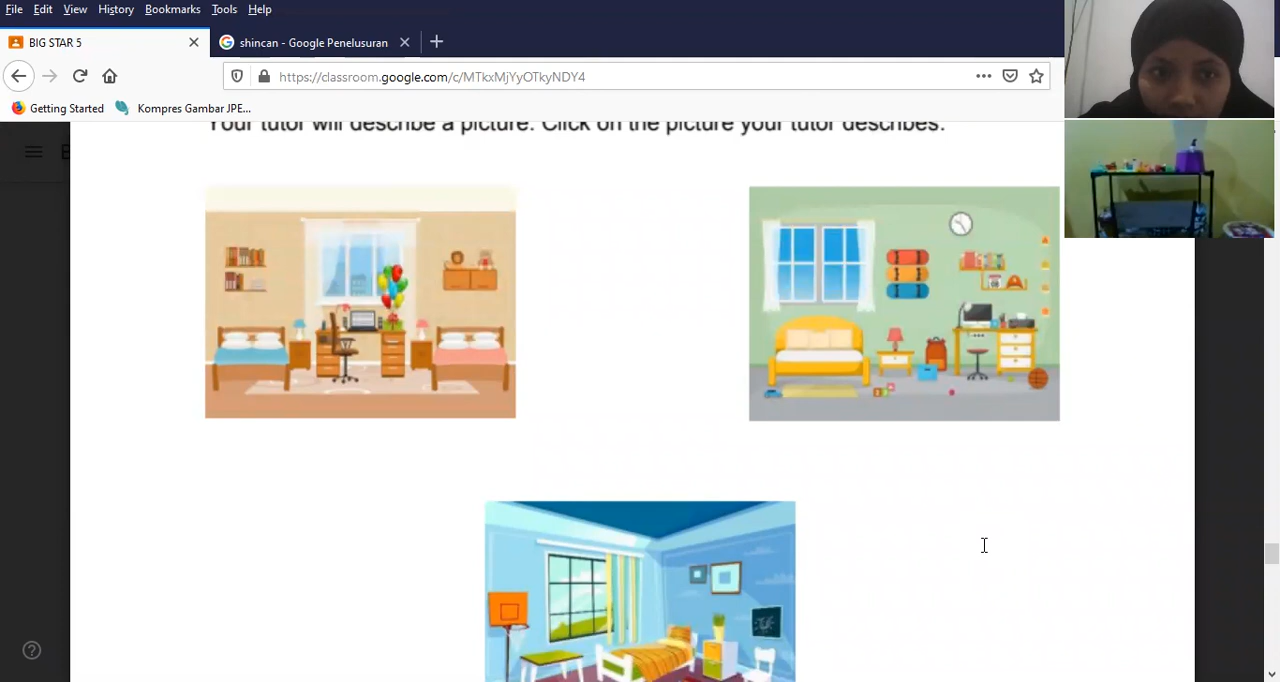 File Edit View History Bookmarks Tools Help
BIG STAR 5
shincan - Google Penelusuran
https://classroom.google.com/c/MTkxMjYyOTkyNDY4
Getting Started Kompres Gambar JPE...
Your tutor will describe a picture. Click on the picture your tutor describes.